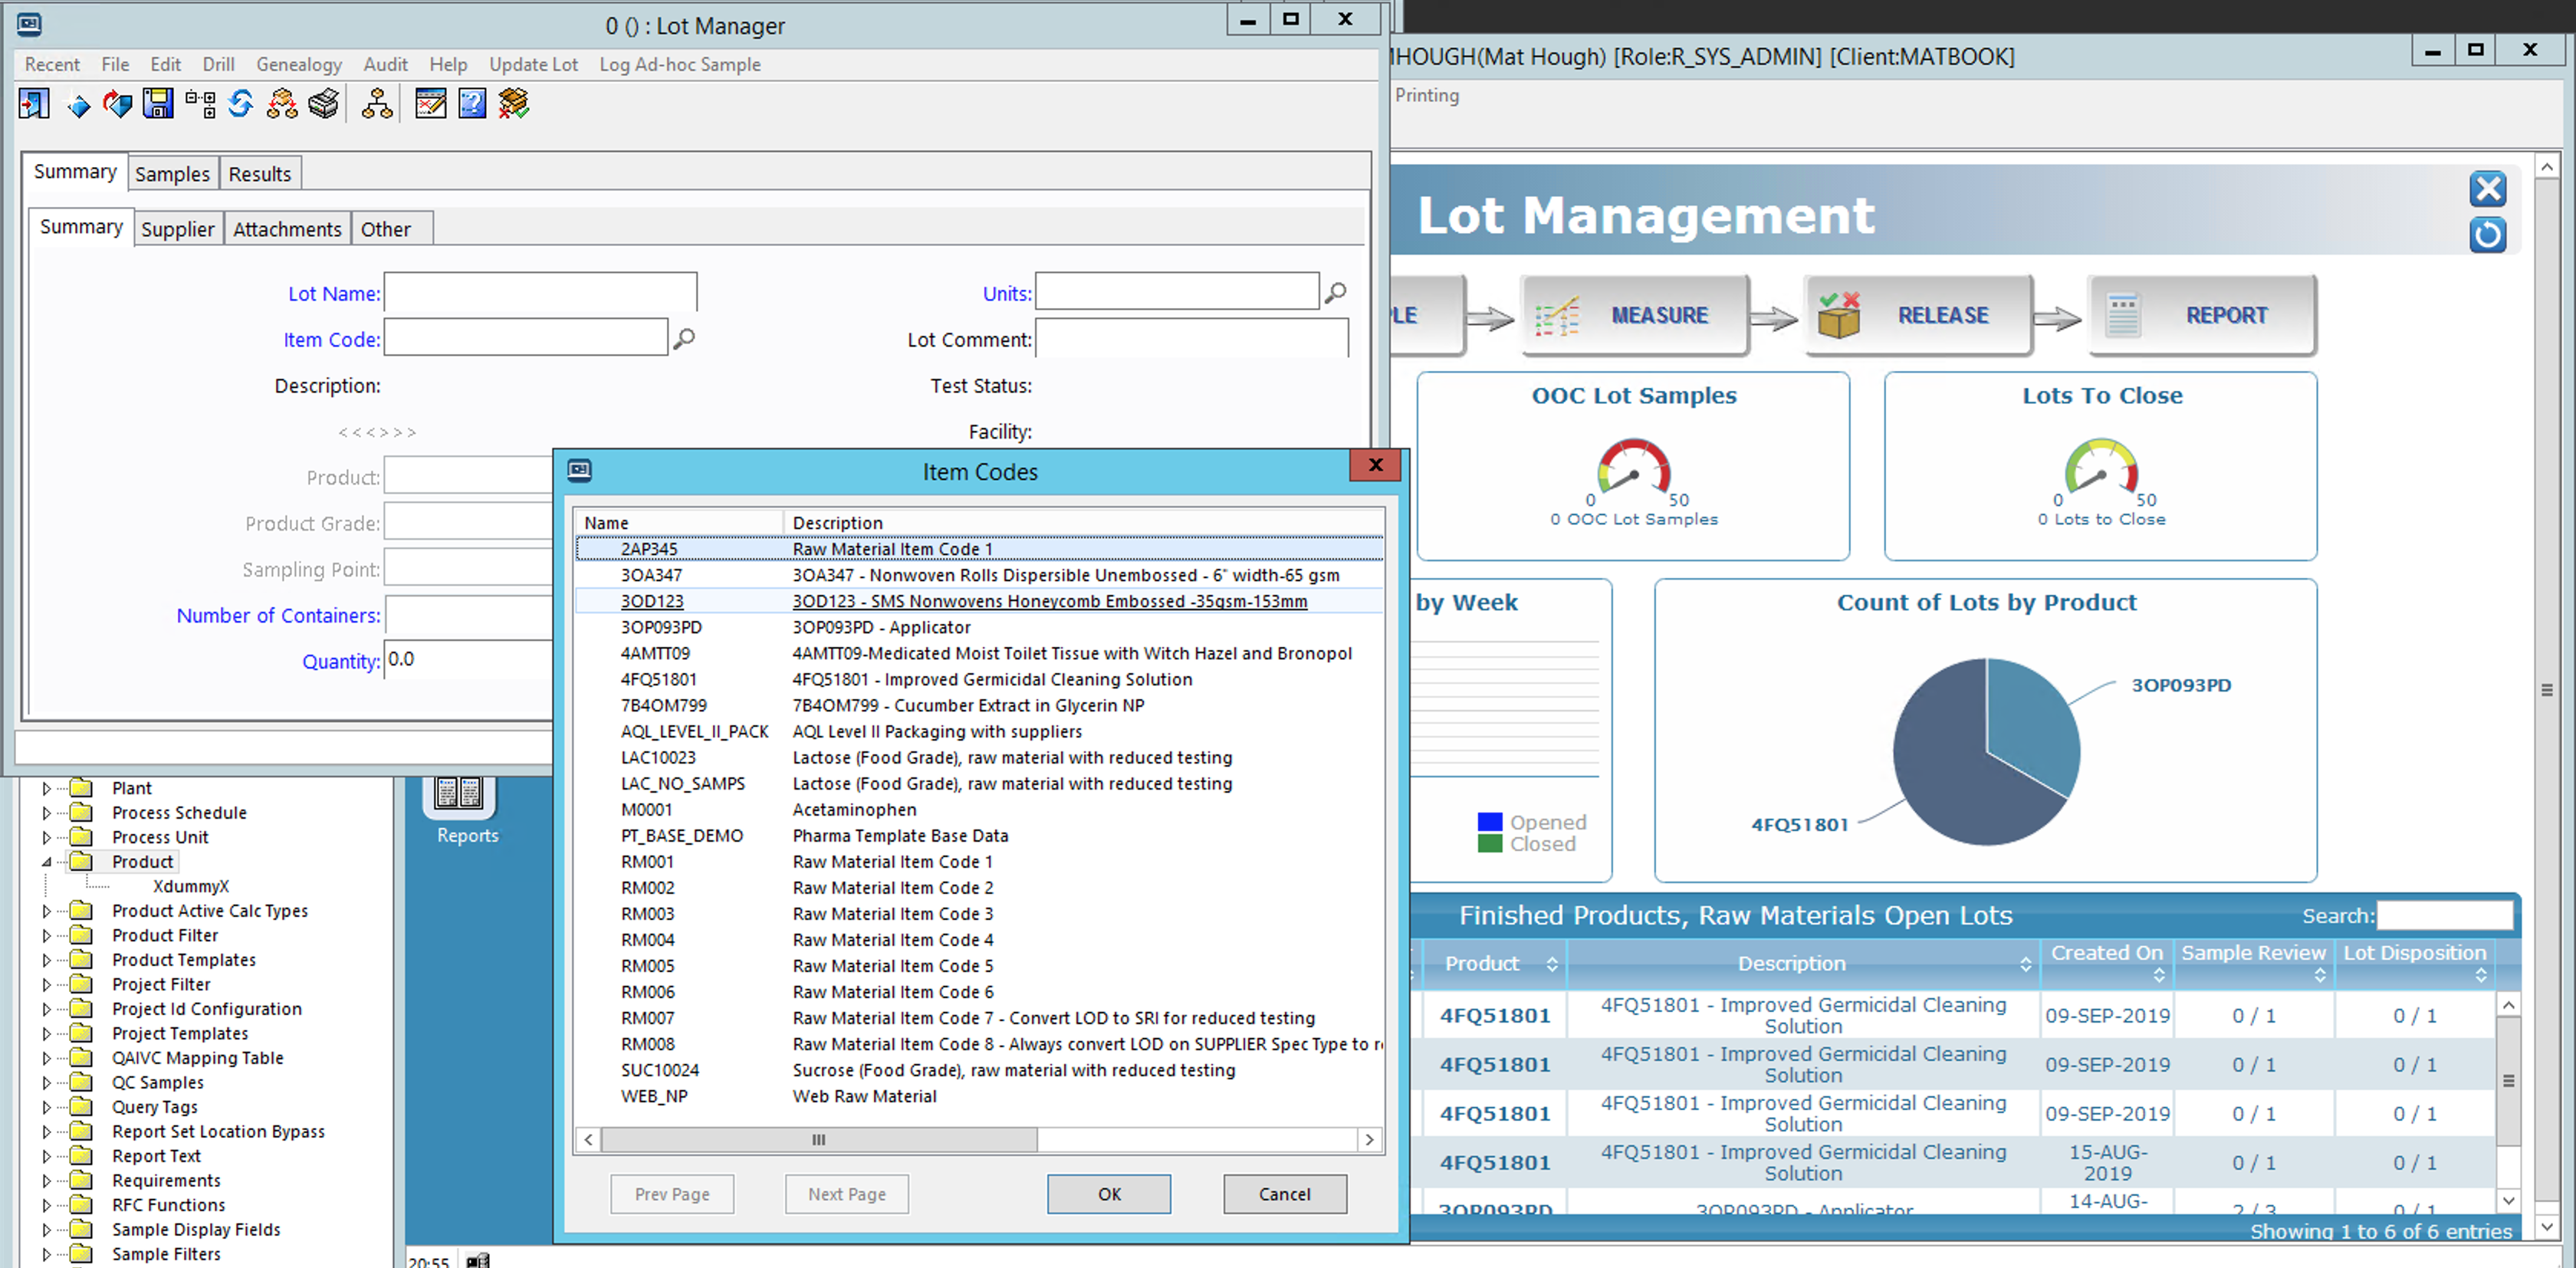 0 () : Lot Manager
Recent File Edit Drill Genealogy Audit Help Update Lot Log Ad-hoc Sample
Summary Samples Results
Summary Supplier Attachments Other
Lot Name:
Units:
Item Code:
Lot Comment:
Description:
Test Status:
<<<>>>
Facility:
Product:
Product Grade:
Sampling Point:
Number of Containers:
Quantity: 0.0
Item Codes
Name Description
2AP345 Raw Material Item Code 1
3OA347 3OA347 - Nonwoven Rolls Dispersible Unembossed - 6" width-65 gsm
3OD123 3OD123 - SMS Nonwovens Honeycomb Embossed -35gsm-153mm
3OP093PD 3OP093PD - Applicator
4AMTT09 4AMTT09-Medicated Moist Toilet Tissue with Witch Hazel and Bronopol
4FQ51801 4FQ51801 - Improved Germicidal Cleaning Solution
7B4OM799 7B4OM799 - Cucumber Extract in Glycerin NP
AQL_LEVEL_II_PACK AQL Level II Packaging with suppliers
LAC10023 Lactose (Food Grade), raw material with reduced testing
LAC_NO_SAMPS Lactose (Food Grade), raw material with reduced testing
M0001 Acetaminophen
PT_BASE_DEMO Pharma Template Base Data
RM001 Raw Material Item Code 1
RM002 Raw Material Item Code 2
RM003 Raw Material Item Code 3
RM004 Raw Material Item Code 4
RM005 Raw Material Item Code 5
RM006 Raw Material Item Code 6
RM007 Raw Material Item Code 7 - Convert LOD to SRI for reduced testing
RM008 Raw Material Item Code 8 - Always convert LOD on SUPPLIER Spec Type to
SUC10024 Sucrose (Food Grade), raw material with reduced testing
WEB_NP Web Raw Material
Prev Page Next Page OK Cancel
Plant
Process Schedule
Process Unit
Product
XdummyX
Product Active Calc Types
Product Filter
Product Templates
Project Filter
Project Id Configuration
Project Templates
QAIVC Mapping Table
QC Samples
Query Tags
Report Set Location Bypass
Report Text
Requirements
RFC Functions
Sample Display Fields
Sample Filters
Reports
20:55
HOUGH(Mat Hough) [Role:R_SYS_ADMIN] [Client:MATBOOK]
Printing
Lot Management
PLE MEASURE RELEASE REPORT
OOC Lot Samples
0 50
0 OOC Lot Samples
Lots To Close
0 50
0 Lots to Close
by Week
Opened
Closed
Count of Lots by Product
3OP093PD
4FQ51801
Finished Products, Raw Materials Open Lots Search:
Product Description Created On Sample Review Lot Disposition
4FQ51801 4FQ51801 - Improved Germicidal Cleaning Solution 09-SEP-2019 0 / 1 0 / 1
4FQ51801 4FQ51801 - Improved Germicidal Cleaning Solution 09-SEP-2019 0 / 1 0 / 1
4FQ51801 4FQ51801 - Improved Germicidal Cleaning Solution 09-SEP-2019 0 / 1 0 / 1
4FQ51801 4FQ51801 - Improved Germicidal Cleaning Solution 15-AUG-2019 0 / 1 0 / 1
3OP093PD 3OP093PD - Applicator 14-AUG- 2 / 3 0 / 1
Showing 1 to 6 of 6 entries